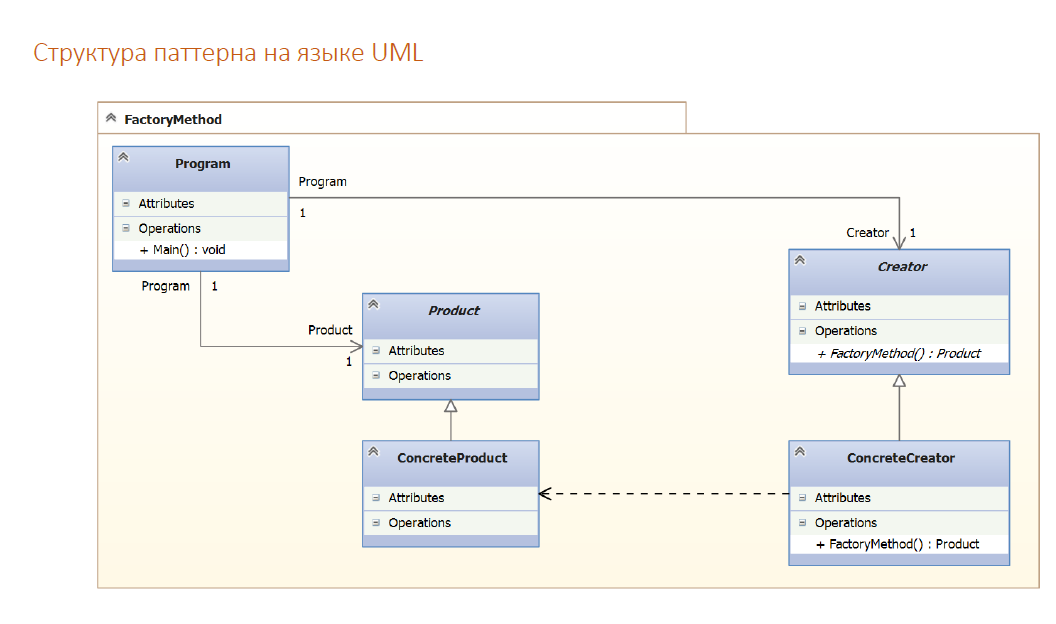 Структура паттерна на языке UML
FactoryMethod
Program
Attributes
Operations
+ Main() : void
Program
1
Creator
1
Program
1
Product
1
Product
Attributes
Operations
Creator
Attributes
Operations
+ FactoryMethod() : Product
ConcreteProduct
Attributes
Operations
ConcreteCreator
Attributes
Operations
+ FactoryMethod() : Product